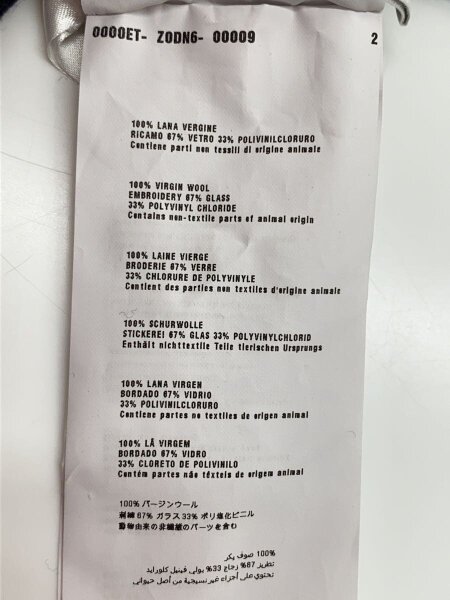 0000ET- ZODN6- 00009 2
100% LANA VERGINE
RICAMO 67% VETRO 33% POLIVINILCLORURO
Contiene parti non tessili di origine animale
100% VIRGIN WOOL
EMBROIDERY 67% GLASS
33% POLYVINYL CHLORIDE
Contains non-textile parts of animal origin
100% LAINE VIERGE
BRODERIE 67% VERRE
33% CHLORURE DE POLYVINYLE
Contient des parties non textiles d'origine animale
100% SCHURWOLLE
STICKEREI 67% GLAS 33% POLYVINYLCHLORID
Enthält nichttextile Teile tierischen Ursprungs
100% LANA VIRGEN
BORDADO 67% VIDRIO
33% POLIVINILCLORURO
Contiene partes no textiles de origen animal
100% LÃ VIRGEM
BORDADO 67% VIDRO
33% CLORETO DE POLIVINILO
Contém partes não têxteis de origem animal
100% バージンウール
刺繍 67% ガラス 33% ポリ塩化ビニル
動物由来の非繊維のパーツを含む
100% صوف بكر
تطريز 67% زجاج 33% بولي فينيل كلورايد
تحتوي على أجزاء غير نسيجية من أصل حيواني